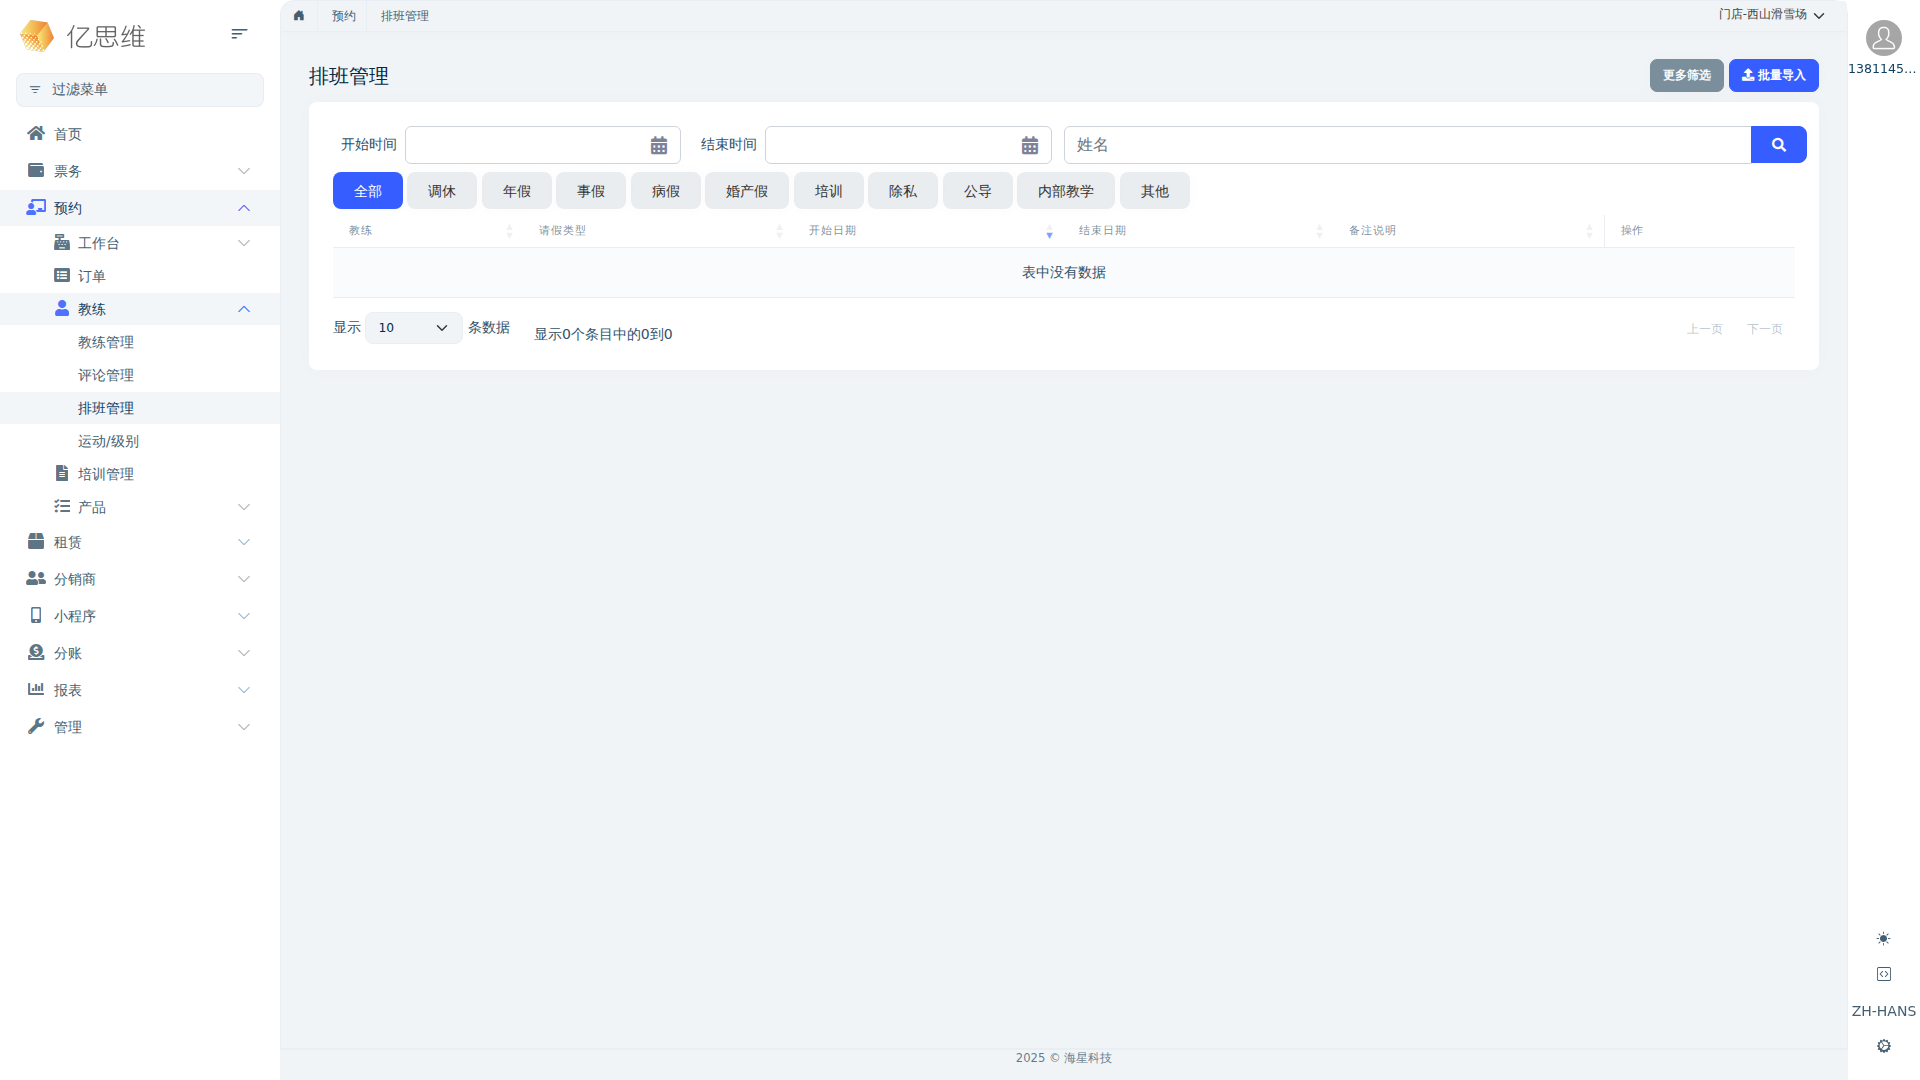 亿思维
过滤菜单
首页
票务
预约
工作台
订单
教练
教练管理
评论管理
排班管理
运动/级别
培训管理
产品
租赁
分销商
小程序
分账
报表
管理
预约 排班管理 门店-西山滑雪场
排班管理 更多筛选 批量导入
开始时间 结束时间 姓名
全部 调休 年假 事假 病假 婚产假 培训 除私 公导 内部教学 其他
教练 请假类型 开始日期 结束日期 备注说明 操作
表中没有数据
显示 10 条数据 显示0个条目中的0到0 上一页 下一页
2025 © 海星科技
1381145...
ZH-HANS